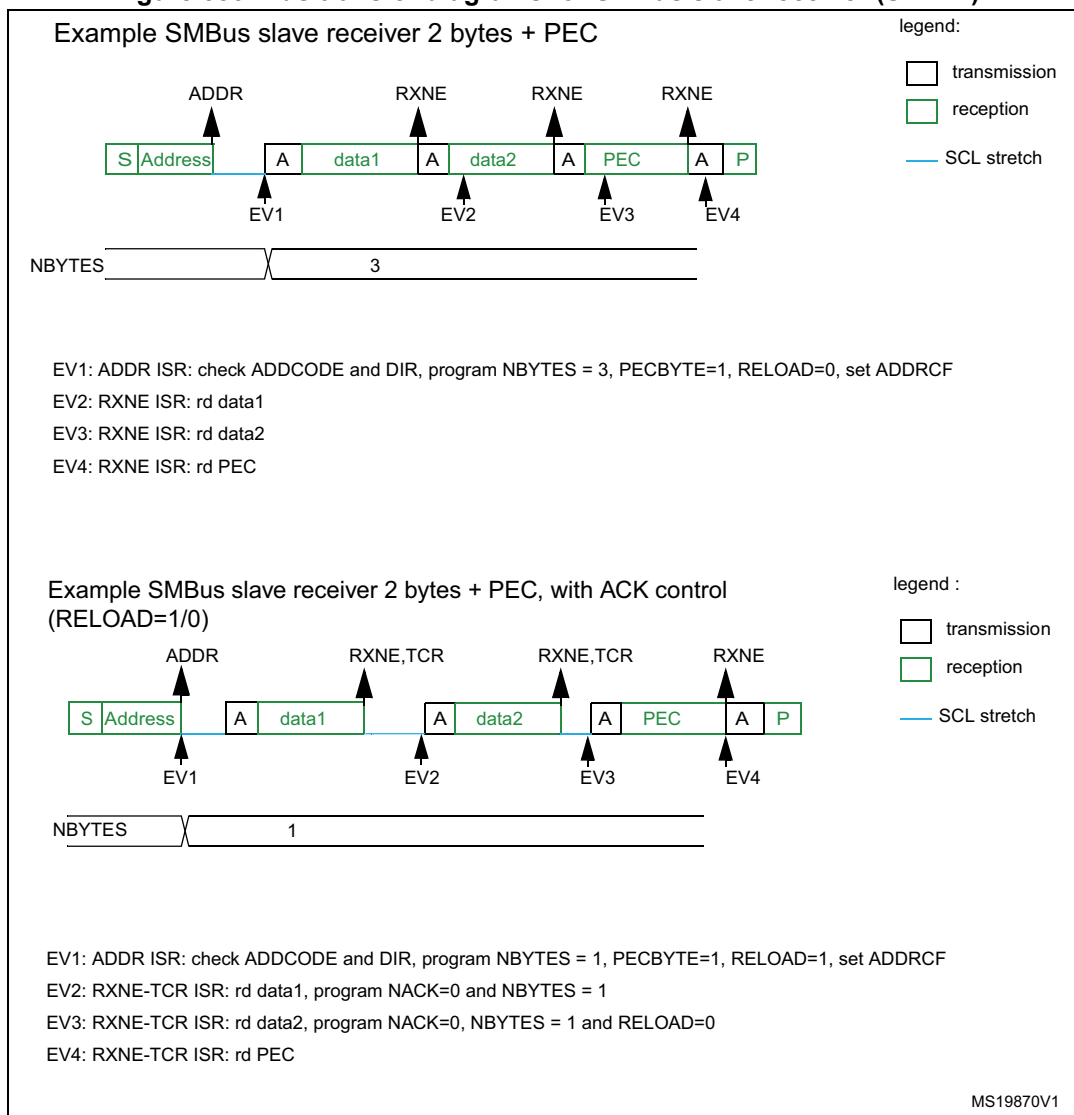 Example SMBus slave receiver 2 bytes + PEC
legend:
transmission
reception
SCL stretch
ADDR RXNE RXNE RXNE
S Address A data1 A data2 A PEC A P
EV1 EV2 EV3 EV4
NBYTES 3
EV1: ADDR ISR: check ADDCODE and DIR, program NBYTES = 3, PECBYTE=1, RELOAD=0, set ADDRCF
EV2: RXNE ISR: rd data1
EV3: RXNE ISR: rd data2
EV4: RXNE ISR: rd PEC
Example SMBus slave receiver 2 bytes + PEC, with ACK control
(RELOAD=1/0)
legend :
transmission
reception
SCL stretch
ADDR RXNE,TCR RXNE,TCR RXNE
S Address A data1 A data2 A PEC A P
EV1 EV2 EV3 EV4
NBYTES 1
EV1: ADDR ISR: check ADDCODE and DIR, program NBYTES = 1, PECBYTE=1, RELOAD=1, set ADDRCF
EV2: RXNE-TCR ISR: rd data1, program NACK=0 and NBYTES = 1
EV3: RXNE-TCR ISR: rd data2, program NACK=0, NBYTES = 1 and RELOAD=0
EV4: RXNE-TCR ISR: rd PEC
MS19870V1